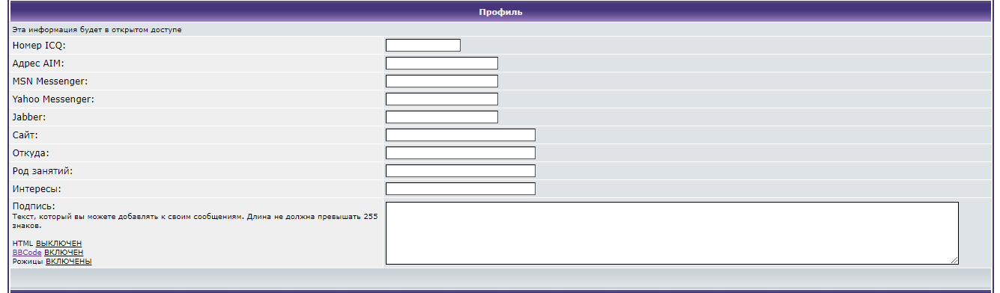 Профиль
Эта информация будет в открытом доступе
Номер ICQ:
Адрес AIM:
MSN Messenger:
Yahoo Messenger:
Jabber:
Сайт:
Откуда:
Род занятий:
Интересы:
Подпись:
Текст, который вы можете добавлять к своим сообщениям. Длина не должна превышать 255
знаков.
HTML ВЫКЛЮЧЕН
BBCode ВКЛЮЧЕН
Рожицы ВКЛЮЧЕНЫ